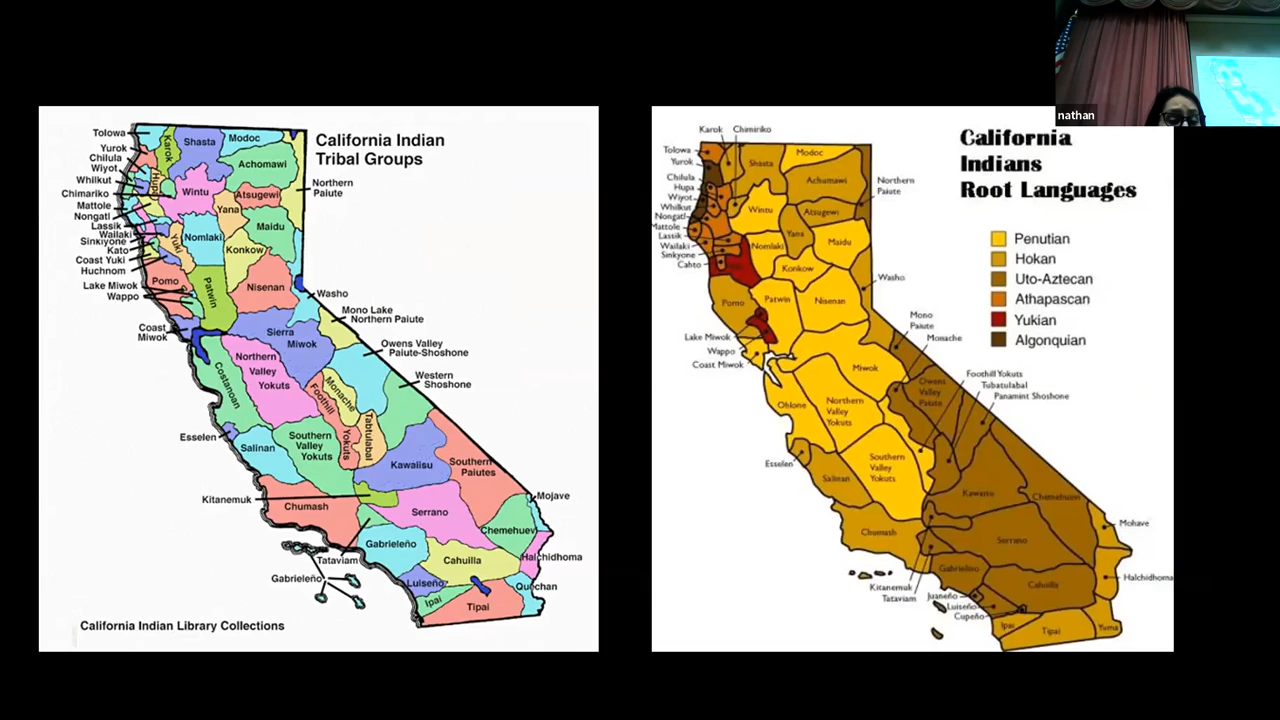 nathan
California Indian
Tribal Groups
Tolowa
Yurok
Chilula
Wiyot
Whilkut
Chimariko
Mattole
Nongatl
Lassik
Wailaki
Sinkiyone
Kato
Coast Yuki
Huchnom
Lake Miwok
Wappo
Coast
Miwok
Karok
Shasta
Modoc
Hupa
Achomawi
Northern
Paiute
Wintu
Atsugewi
Yana
Nomlaki
Maidu
Yuki
Konkow
Pomo
Patwin
Nisenan
Washo
Mono Lake
Northern Paiute
Sierra
Miwok
Owens Valley
Paiute-Shoshone
Western
Shoshone
Costanoan
Northern
Valley
Yokuts
Foothill
Yokuts
Monache
Tabtulabal
Esselen
Salinan
Southern
Valley
Yokuts
Kawaiisu
Southern
Paiutes
Kitanemuk
Chumash
Serrano
Mojave
Chemehuevi
Tataviam
Gabrieleño
Gabrieleño
Cahuilla
Halchidhoma
Luiseño
Quechan
Ipai
Tipai
California Indian Library Collections
California
Indians
Root Languages
Penutian
Hokan
Uto-Aztecan
Athapascan
Yukian
Algonquian
Karok
Chimiriko
Tolowa
Yurok
Chilula
Hupa
Wiyot
Whilkut
Nongatl
Mattole
Lassik
Wailaki
Sinkyone
Cahto
Shasta
Modoc
Achumawi
Northern
Paiute
Wintu
Atsugewi
Yana
Nomlaki
Maidu
Konkow
Washo
Pomo
Patwin
Nisenan
Lake Miwok
Wappo
Coast Miwok
Mono
Paiute
Monache
Miwok
Foothill Yokuts
Tubatulabal
Panamint Shoshone
Owens
Valley
Paiute
Ohlone
Northern
Valley
Yokuts
Esselen
Salinan
Southern
Valley
Yokuts
Chemehuevi
Chumash
Serrano
Mohave
Kitanemuk
Tataviam
Gabrielino
Cahuilla
Halchidhoma
Juaneño
Luiseño
Cupeño
Ipai
Tipai
Yuma